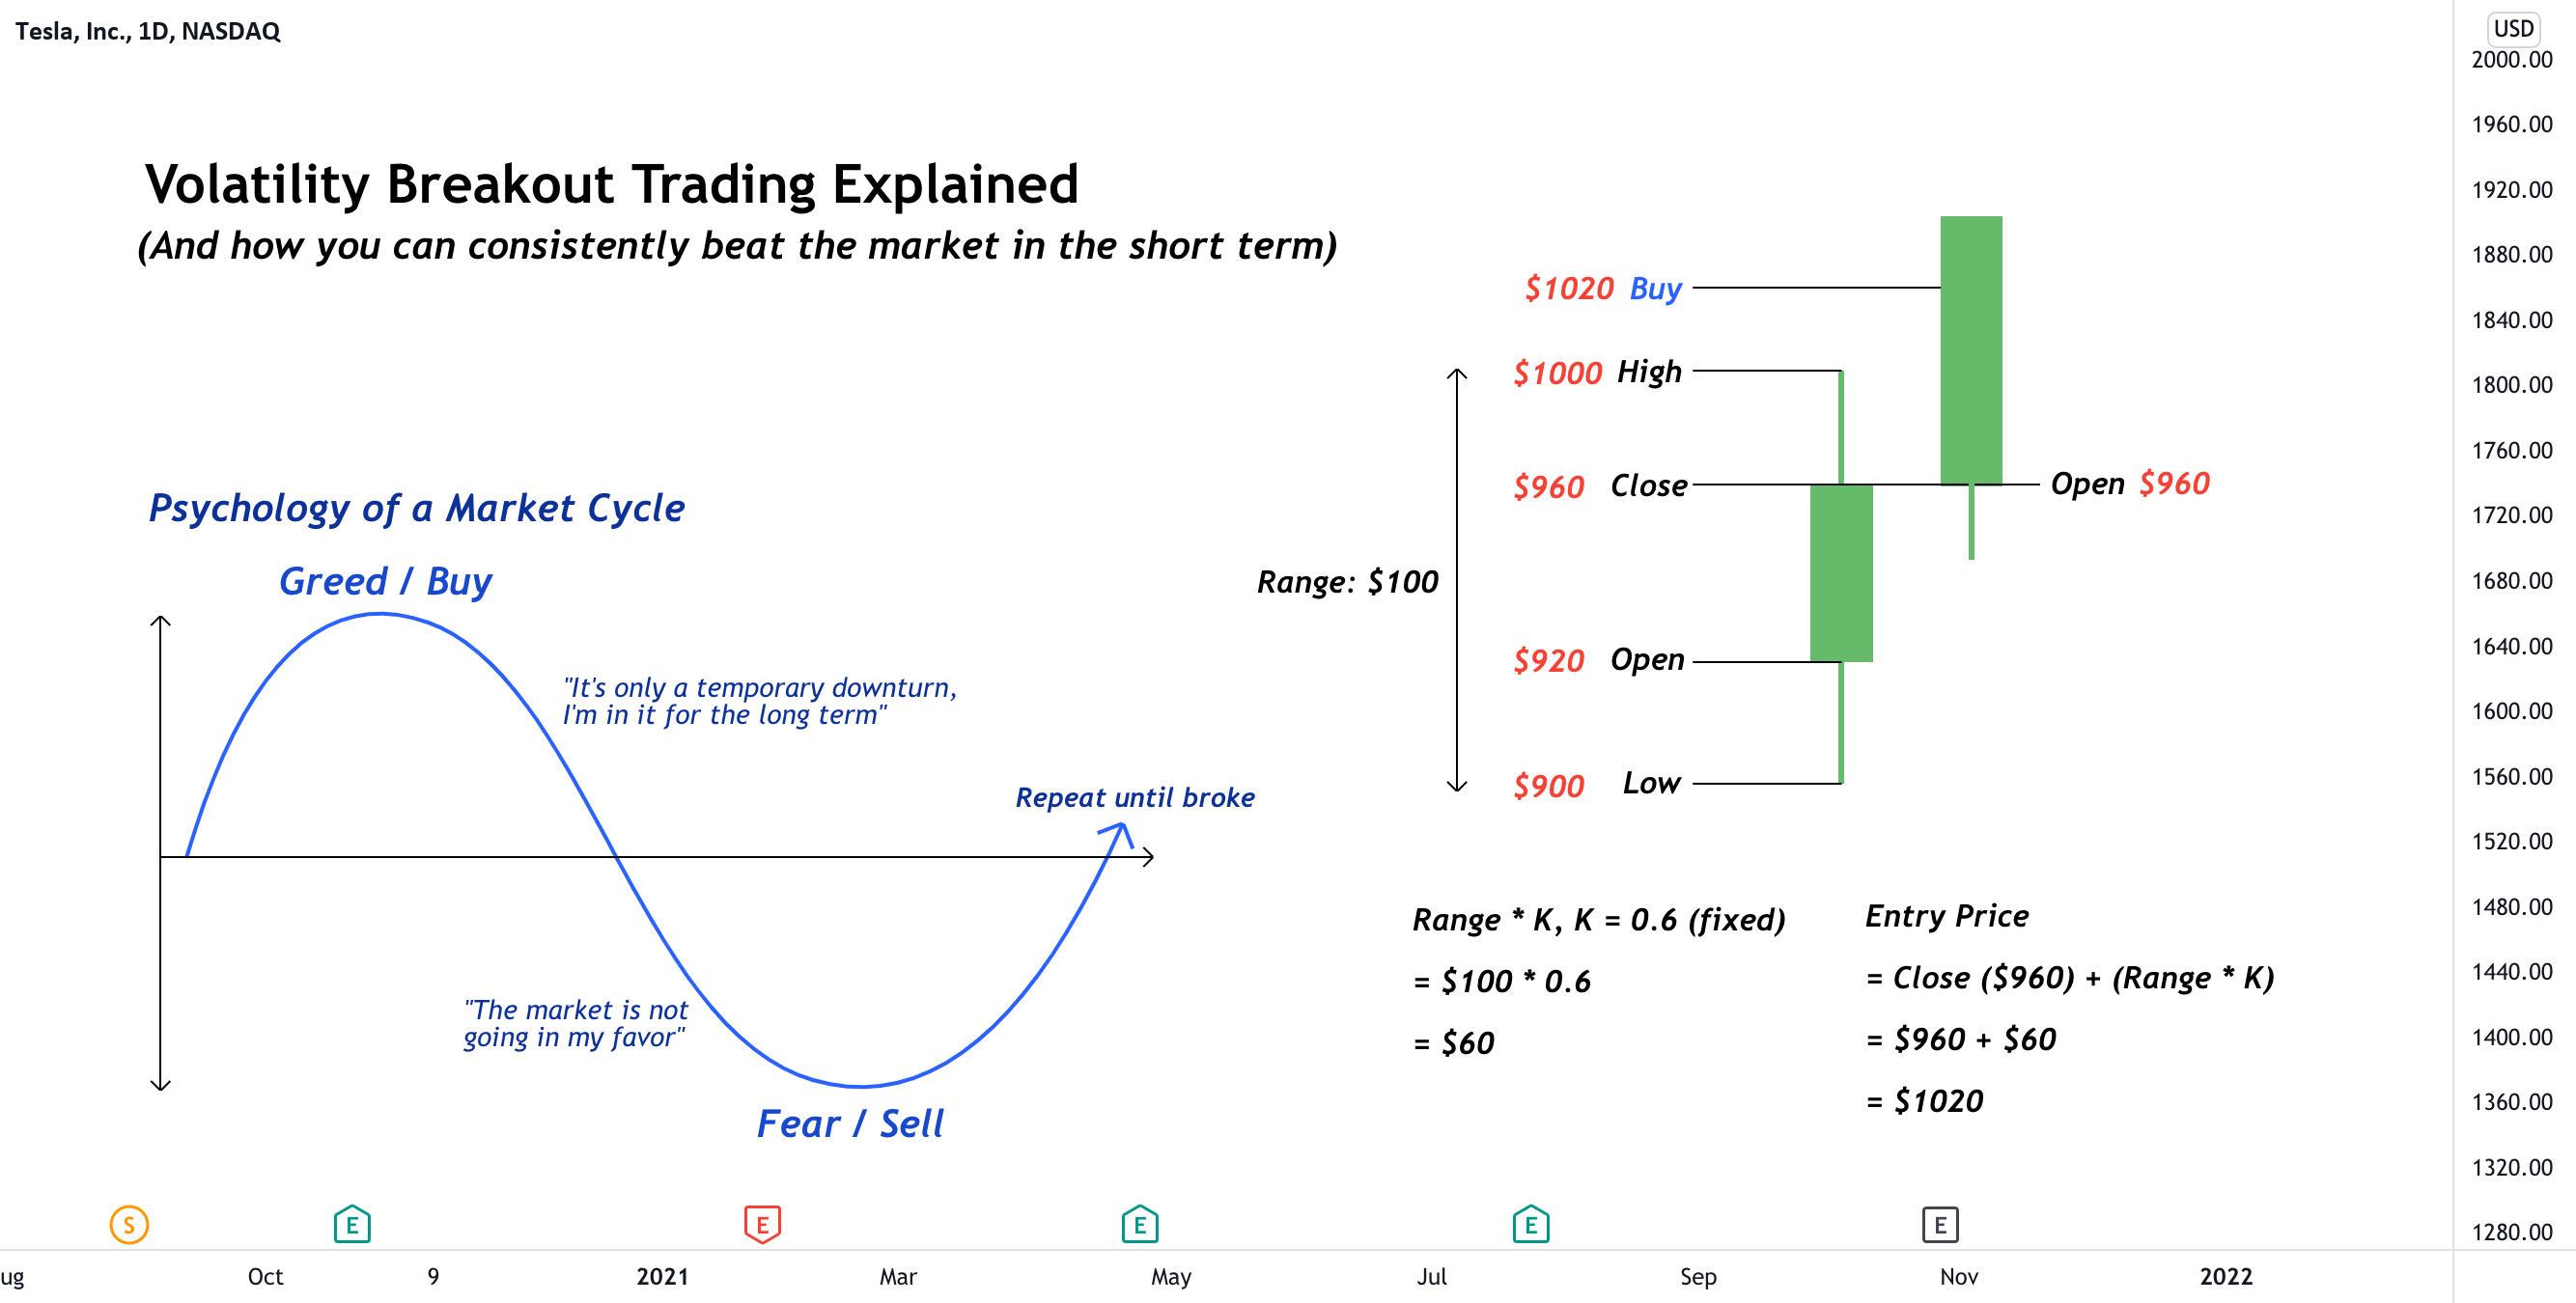 Tesla, Inc., 1D, NASDAQ
USD
2000.00
1960.00
1920.00
1880.00
1840.00
1800.00
1760.00
1720.00
1680.00
1640.00
1600.00
1560.00
1520.00
1480.00
1440.00
1400.00
1360.00
1320.00
1280.00
Volatility Breakout Trading Explained
(And how you can consistently beat the market in the short term)
Psychology of a Market Cycle
Greed / Buy
"It's only a temporary downturn,
I'm in it for the long term"
Repeat until broke
"The market is not
going in my favor"
Fear / Sell
$1020 Buy
$1000 High
$960 Close
Open $960
Range: $100
$920 Open
$900 Low
Range * K, K = 0.6 (fixed)
= $100 * 0.6
= $60
Entry Price
= Close ($960) + (Range * K)
= $960 + $60
= $1020
S E E E E E
ug Oct 9 2021 Mar May Jul Sep Nov 2022